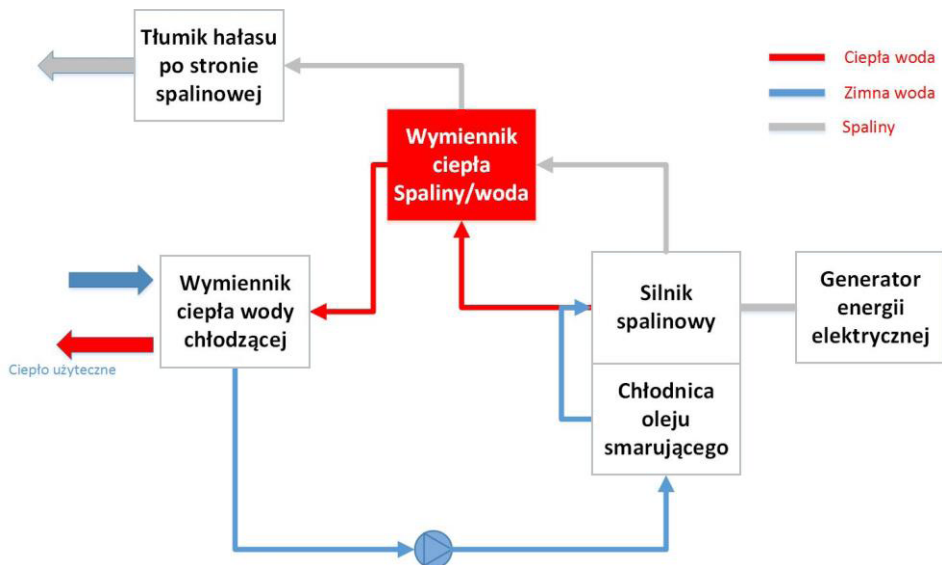 Tłumik hałasu
po stronie
spalinowej
Ciepła woda
Zimna woda
Spaliny
Wymiennik
ciepła
Spaliny/woda
Wymiennik
ciepła wody
chłodzącej
Silnik
spalinowy
Generator
energii
elektrycznej
Ciepło użyteczne
Chłodnica
oleju
smarującego